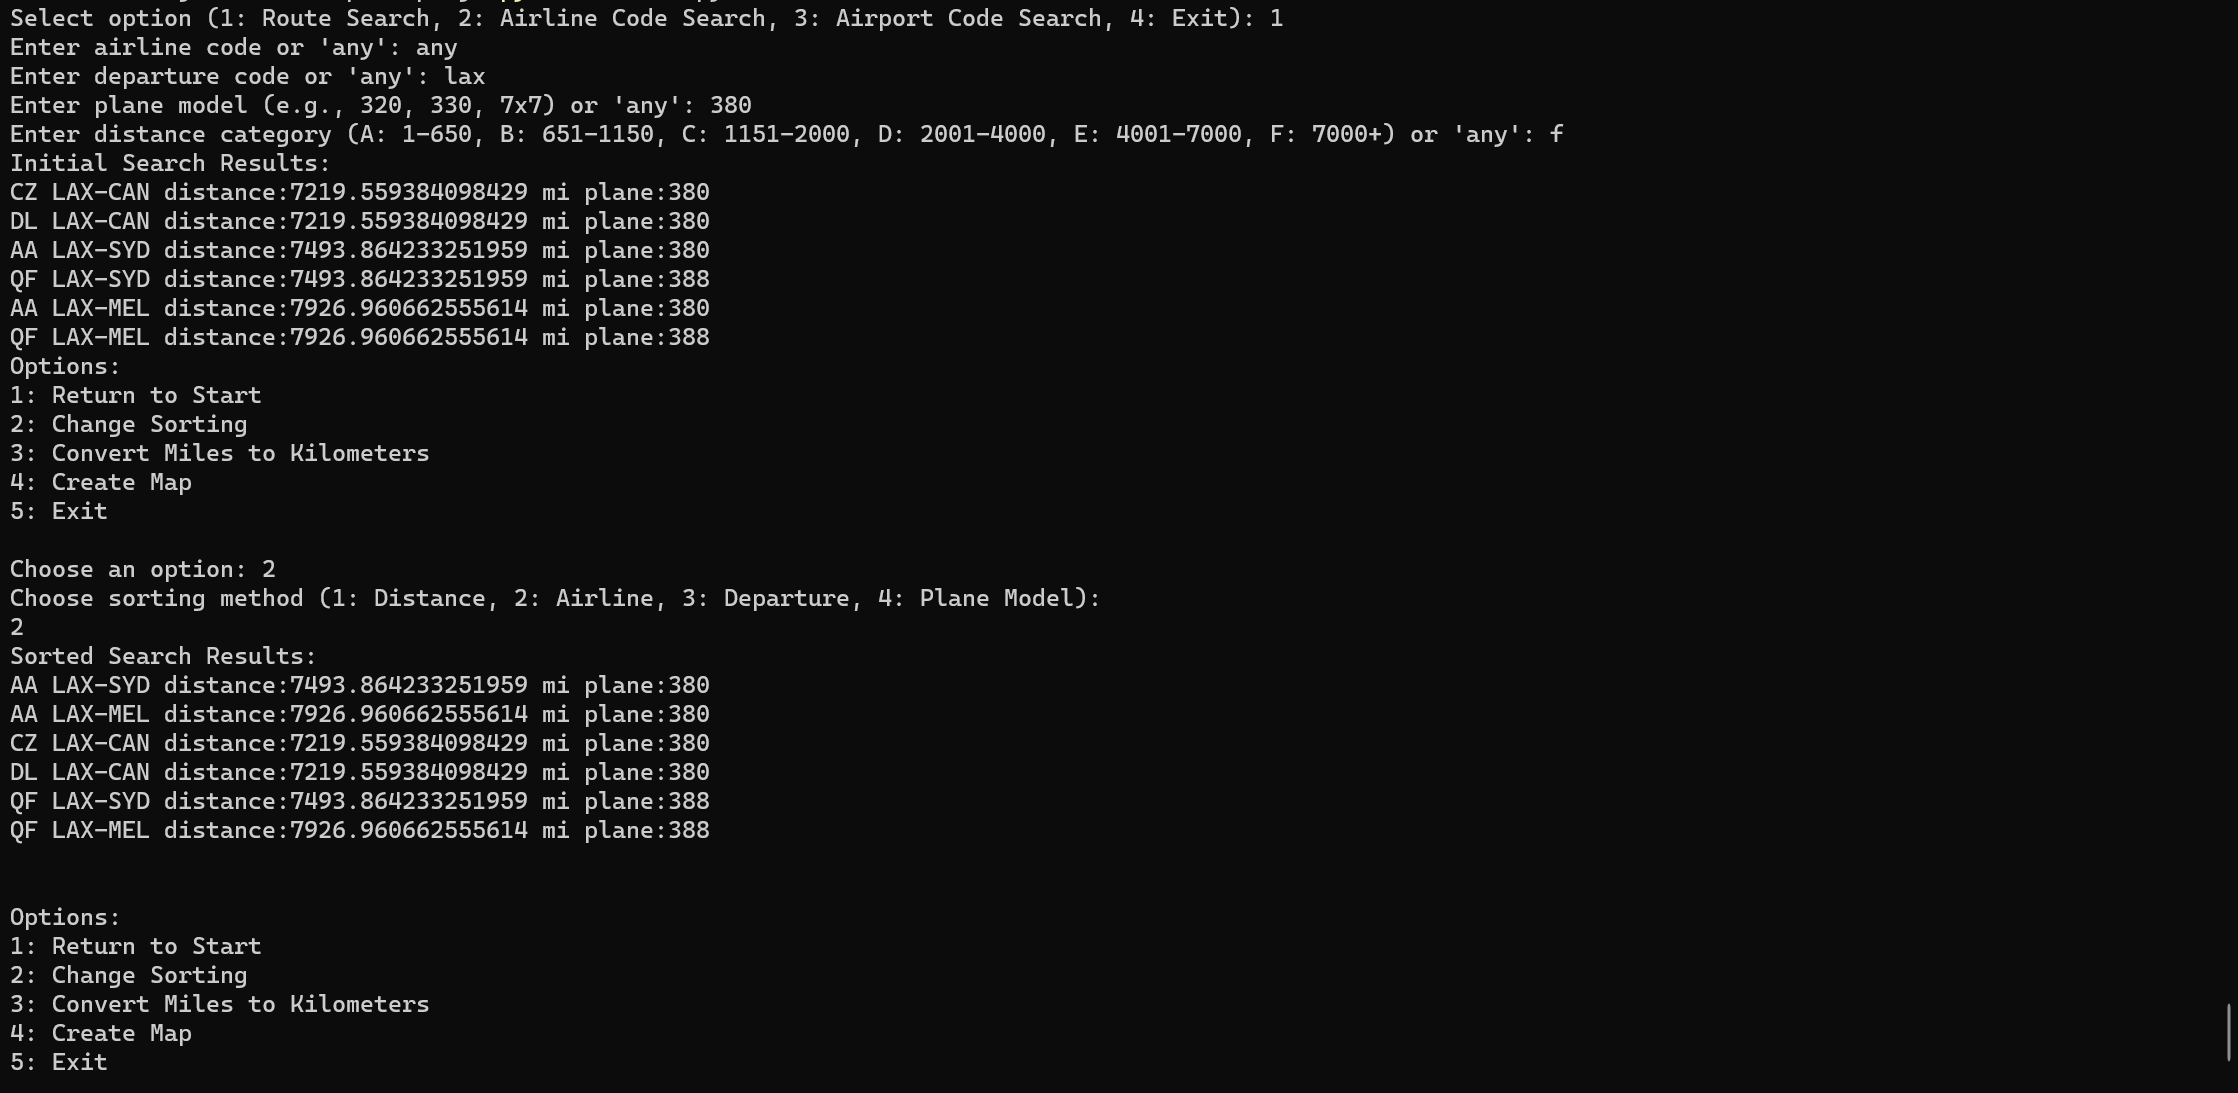 Select option (1: Route Search, 2: Airline Code Search, 3: Airport Code Search, 4: Exit): 1
Enter airline code or 'any': any
Enter departure code or 'any': lax
Enter plane model (e.g., 320, 330, 7x7) or 'any': 380
Enter distance category (A: 1-650, B: 651-1150, C: 1151-2000, D: 2001-4000, E: 4001-7000, F: 7000+) or 'any': f
Initial Search Results:
CZ LAX-CAN distance:7219.559384098429 mi plane:380
DL LAX-CAN distance:7219.559384098429 mi plane:380
AA LAX-SYD distance:7493.864233251959 mi plane:380
QF LAX-SYD distance:7493.864233251959 mi plane:388
AA LAX-MEL distance:7926.960662555614 mi plane:380
QF LAX-MEL distance:7926.960662555614 mi plane:388
Options:
1: Return to Start
2: Change Sorting
3: Convert Miles to Kilometers
4: Create Map
5: Exit
Choose an option: 2
Choose sorting method (1: Distance, 2: Airline, 3: Departure, 4: Plane Model):
2
Sorted Search Results:
AA LAX-SYD distance:7493.864233251959 mi plane:380
AA LAX-MEL distance:7926.960662555614 mi plane:380
CZ LAX-CAN distance:7219.559384098429 mi plane:380
DL LAX-CAN distance:7219.559384098429 mi plane:380
QF LAX-SYD distance:7493.864233251959 mi plane:388
QF LAX-MEL distance:7926.960662555614 mi plane:388
Options:
1: Return to Start
2: Change Sorting
3: Convert Miles to Kilometers
4: Create Map
5: Exit